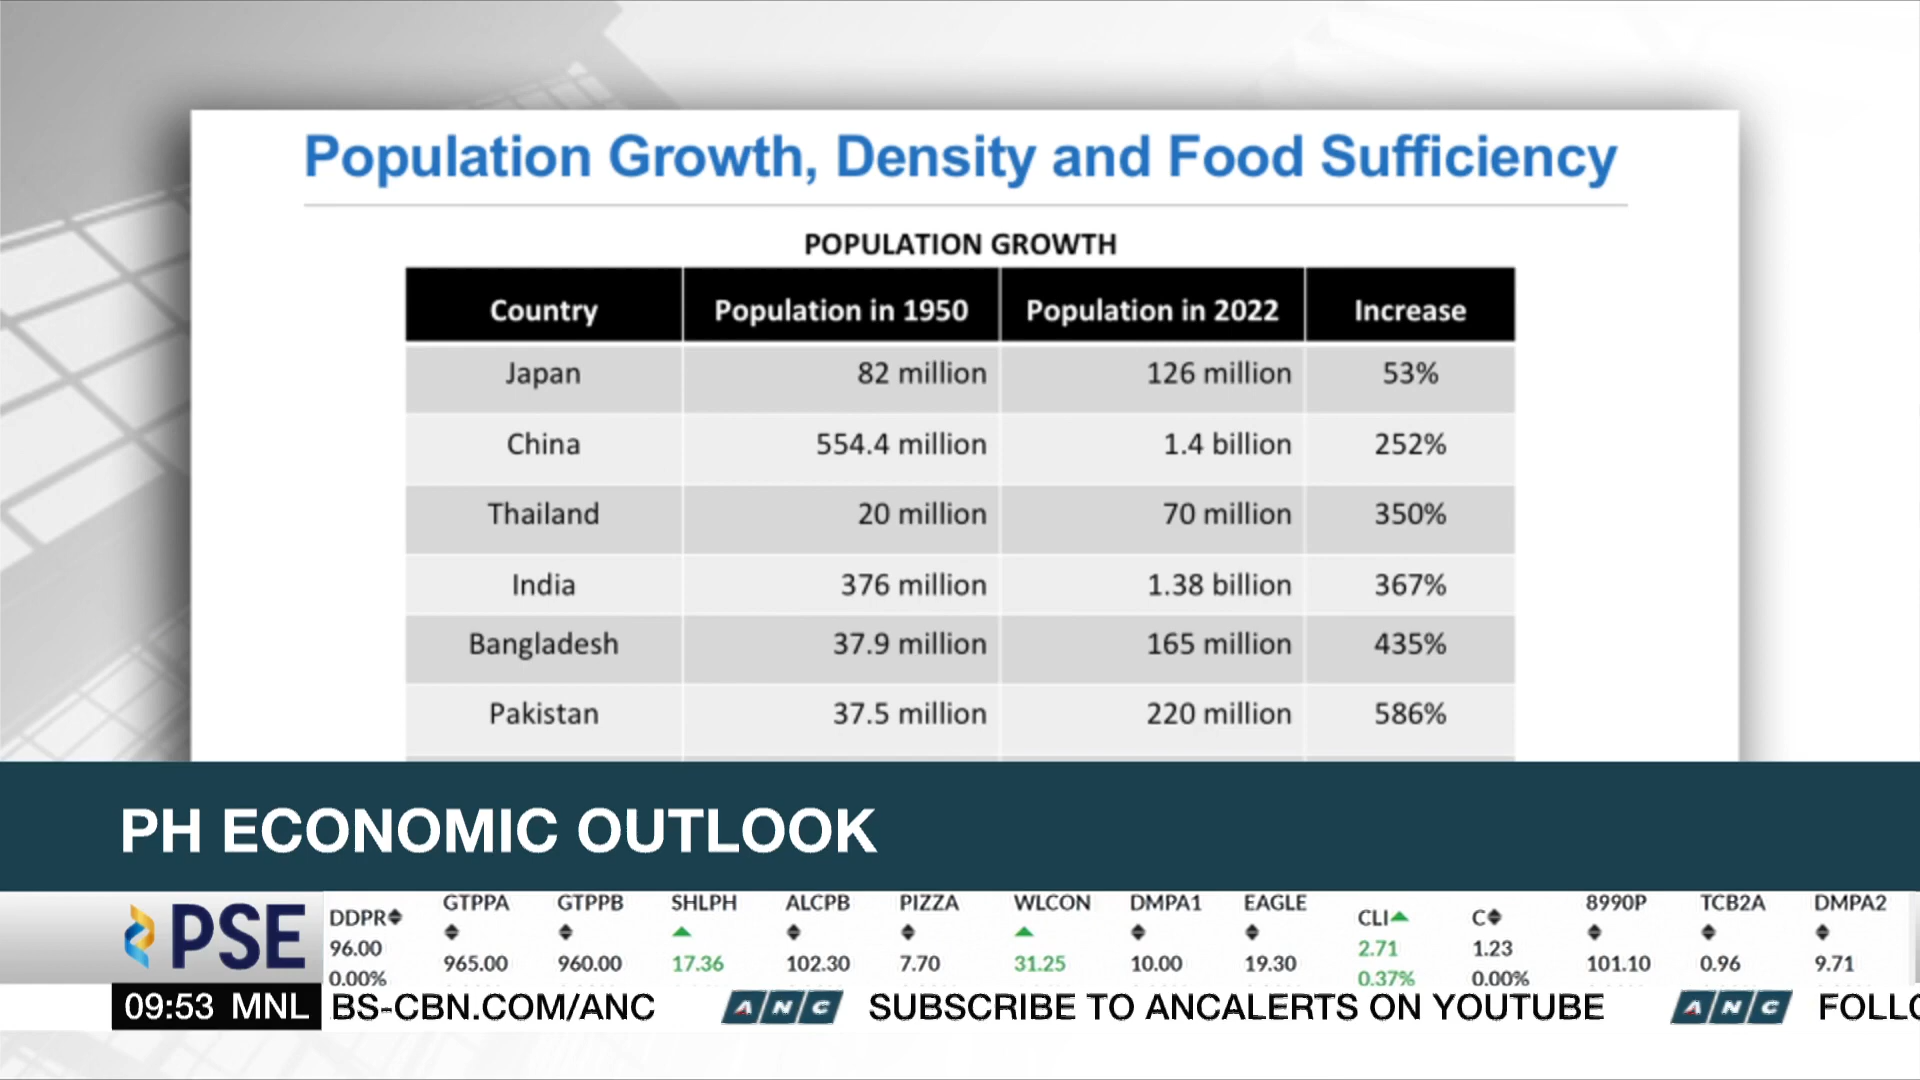 Population Growth, Density and Food Sufficiency
POPULATION GROWTH
Country Population in 1950 Population in 2022 Increase
Japan 82 million 126 million 53%
China 554.4 million 1.4 billion 252%
Thailand 20 million 70 million 350%
India 376 million 1.38 billion 367%
Bangladesh 37.9 million 165 million 435%
Pakistan 37.5 million 220 million 586%
PH ECONOMIC OUTLOOK
PSE
DDPR GTPPA GTPPB SHLPH ALCPB PIZZA WLCON DMPA1 EAGLE CLI C 8990P TCB2A DMPA2
96.00 965.00 960.00 17.36 102.30 7.70 31.25 10.00 19.30 2.71 1.23 101.10 0.96 9.71
0.00% 0.37% 0.00%
09:53 MNL BS-CBN.COM/ANC ANC SUBSCRIBE TO ANCALERTS ON YOUTUBE ANC FOLLO